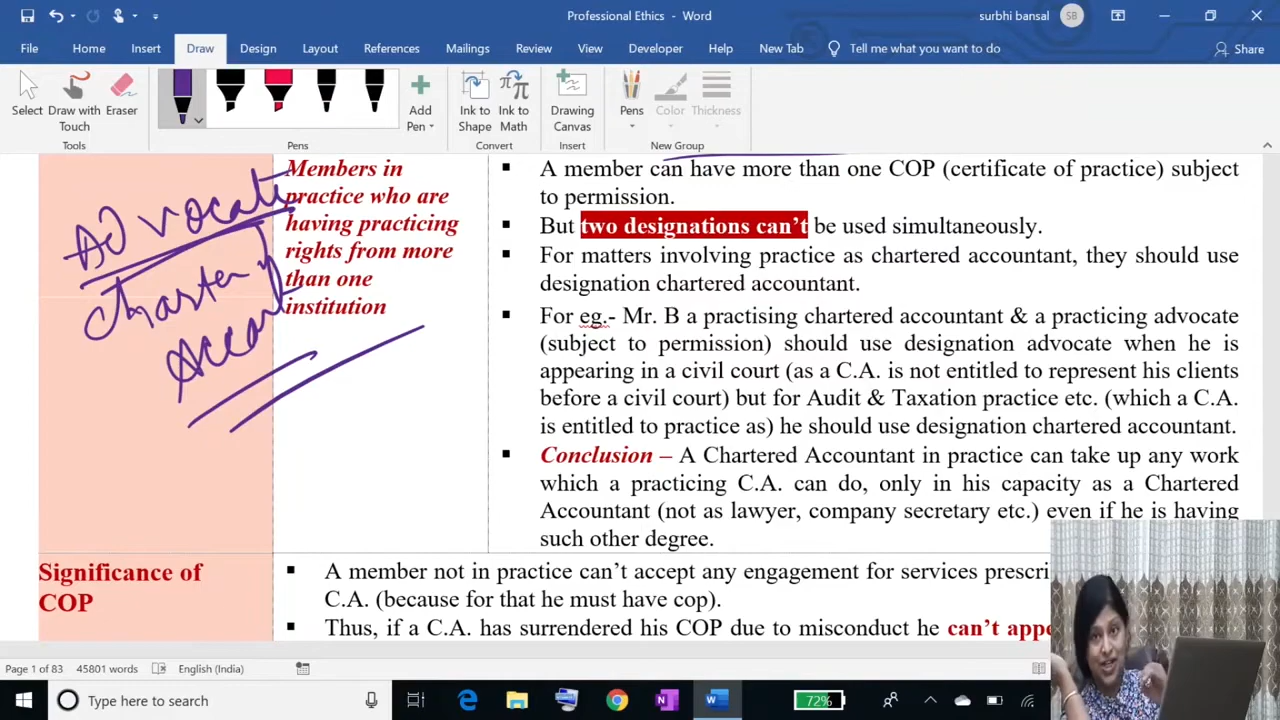 Professional Ethics - Word
surbhi bansal
SB
File Home Insert Draw Design Layout References Mailings Review View Developer Help New Tab Tell me what you want to do Share
Select Draw with Touch Eraser
Add Pen
Ink to Shape Ink to Math
Drawing Canvas
Pens Color Thickness
Tools Pens Convert Insert New Group
Advocate
Charter
Account
Members in
practice who are
having practicing
rights from more
than one
institution
▪ A member can have more than one COP (certificate of practice) subject
to permission.
▪ But two designations can't be used simultaneously.
▪ For matters involving practice as chartered accountant, they should use
designation chartered accountant.
▪ For eg.- Mr. B a practising chartered accountant & a practicing advocate
(subject to permission) should use designation advocate when he is
appearing in a civil court (as a C.A. is not entitled to represent his clients
before a civil court) but for Audit & Taxation practice etc. (which a C.A.
is entitled to practice as) he should use designation chartered accountant.
▪ Conclusion – A Chartered Accountant in practice can take up any work
which a practicing C.A. can do, only in his capacity as a Chartered
Accountant (not as lawyer, company secretary etc.) even if he is having
such other degree.
Significance of
COP
▪ A member not in practice can't accept any engagement for services prescri
C.A. (because for that he must have cop).
▪ Thus, if a C.A. has surrendered his COP due to misconduct he can't appe
Page 1 of 83 45801 words English (India)
Type here to search
72%